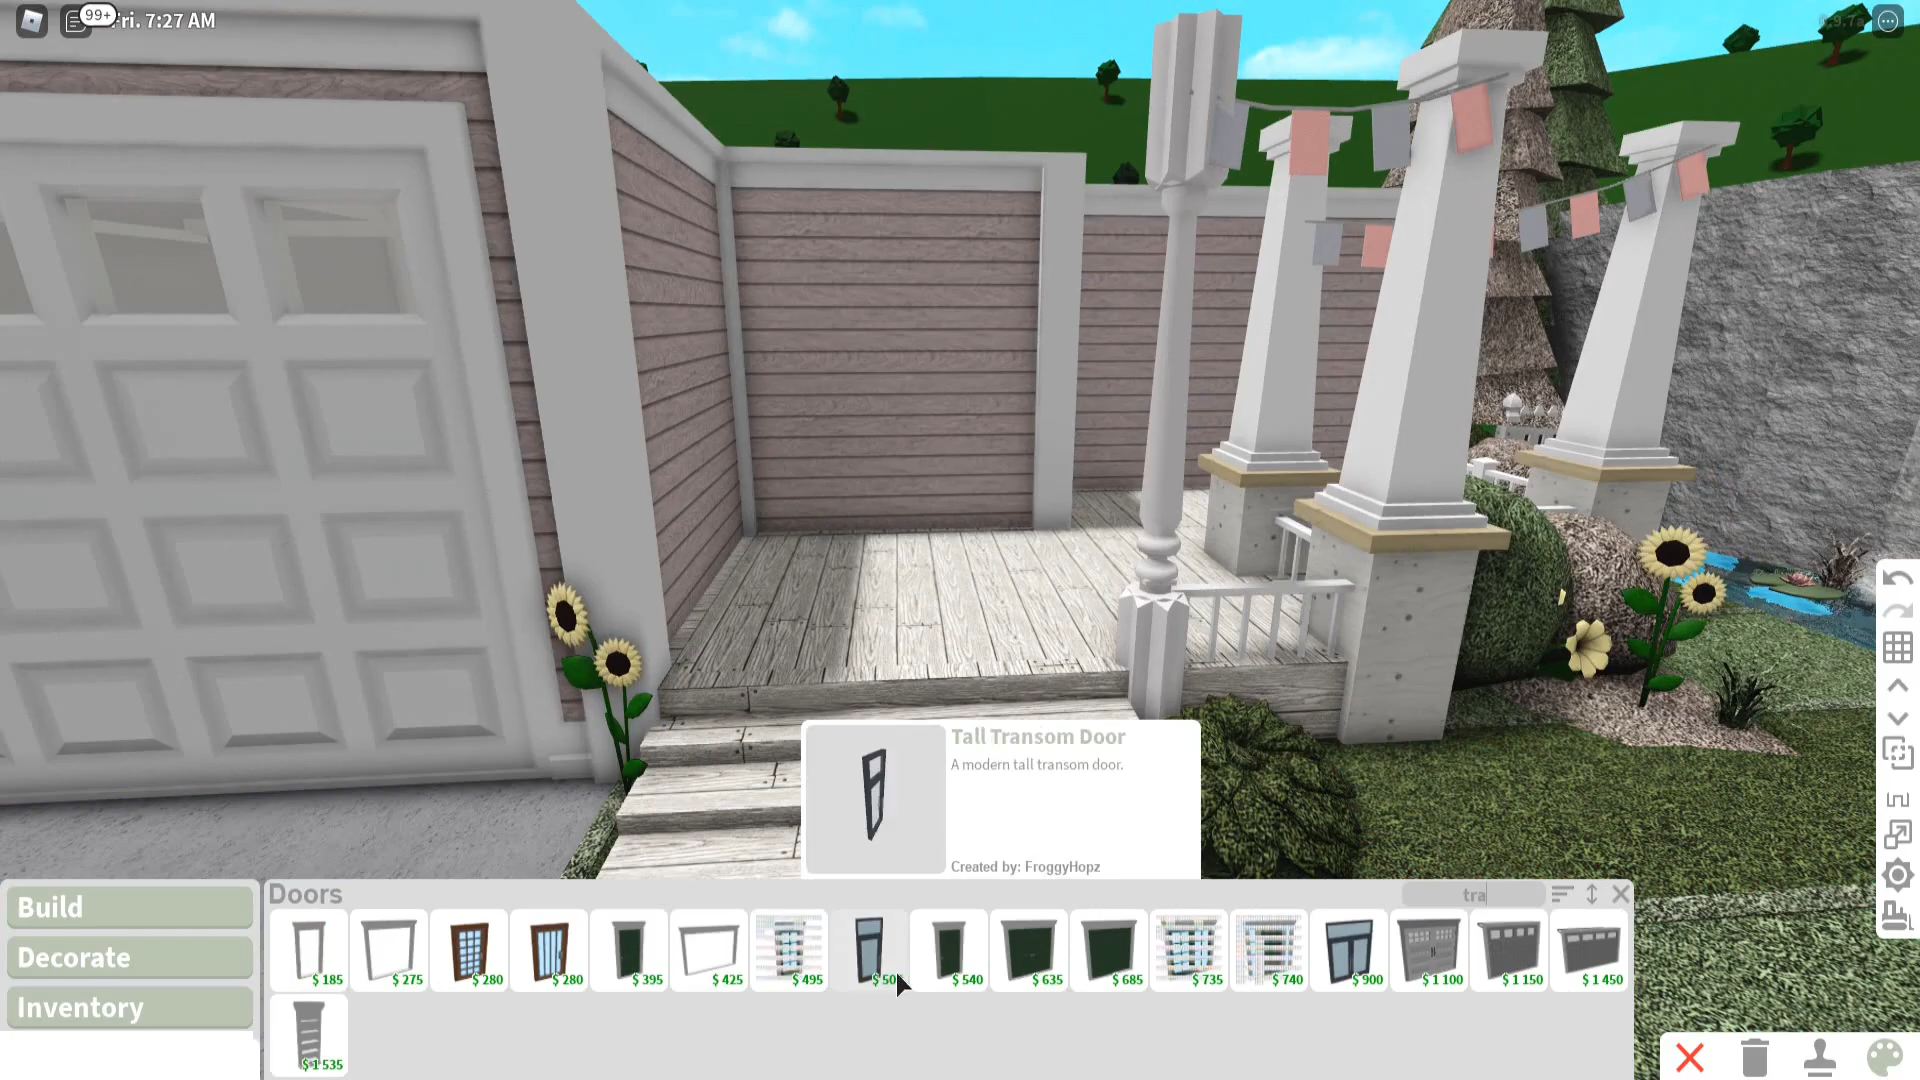 99+
Fri. 7:27 AM
Tall Transom Door
A modern tall transom door.
Created by: FroggyHopz
Build
Decorate
Inventory
Doors
tra
$ 185
$ 275
$ 280
$ 280
$ 395
$ 425
$ 495
$ 50
$ 540
$ 635
$ 685
$ 735
$ 740
$ 900
$ 1 100
$ 1 150
$ 1 450
$ 1 535